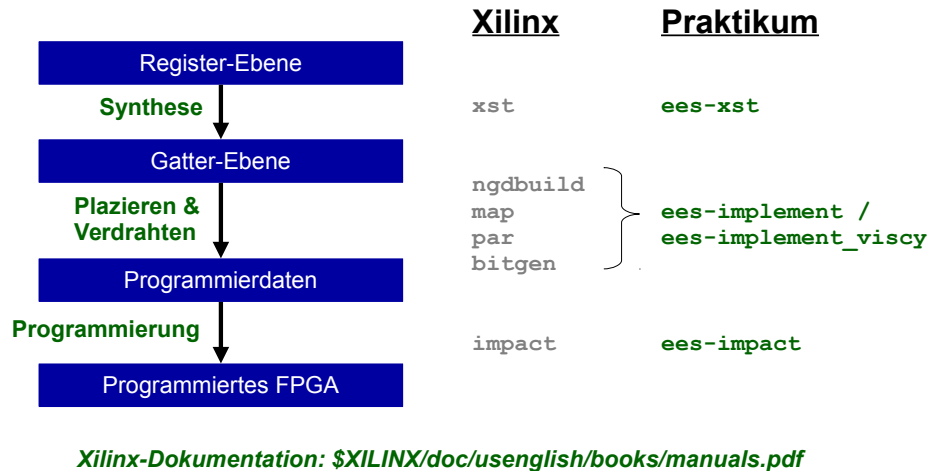 Xilinx Praktikum
Register-Ebene
Synthese xst ees-xst
Gatter-Ebene
ngdbuild
Plazieren & map ees-implement /
Verdrahten par ees-implement_viscy
bitgen
Programmierdaten
Programmierung impact ees-impact
Programmiertes FPGA
Xilinx-Dokumentation: $XILINX/doc/usenglish/books/manuals.pdf